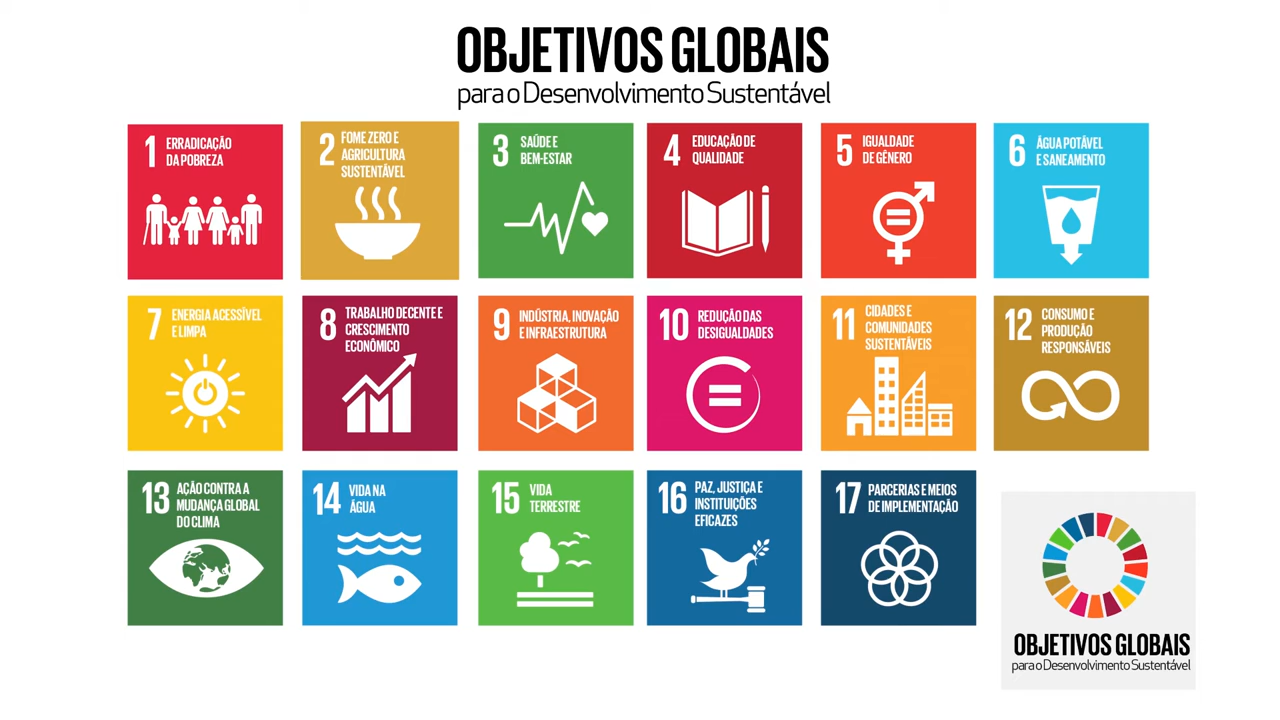 OBJETIVOS GLOBAIS
para o Desenvolvimento Sustentável
1 ERRADICAÇÃO
DA POBREZA
2 FOME ZERO E
AGRICULTURA
SUSTENTÁVEL
3 SAÚDE E
BEM-ESTAR
4 EDUCAÇÃO DE
QUALIDADE
5 IGUALDADE
DE GÊNERO
6 ÁGUA POTÁVEL
E SANEAMENTO
7 ENERGIA ACESSÍVEL
E LIMPA
8 TRABALHO DECENTE E
CRESCIMENTO
ECONÔMICO
9 INDÚSTRIA, INOVAÇÃO
E INFRAESTRUTURA
10 REDUÇÃO DAS
DESIGUALDADES
11 CIDADES E
COMUNIDADES
SUSTENTÁVEIS
12 CONSUMO E
PRODUÇÃO
RESPONSÁVEIS
13 AÇÃO CONTRA A
MUDANÇA GLOBAL
DO CLIMA
14 VIDA NA
ÁGUA
15 VIDA
TERRESTRE
16 PAZ, JUSTIÇA E
INSTITUIÇÕES
EFICAZES
17 PARCERIAS E MEIOS
DE IMPLEMENTAÇÃO
OBJETIVOS GLOBAIS
para o Desenvolvimento Sustentável